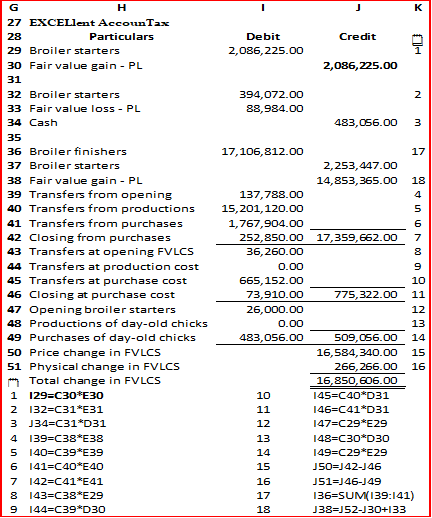 G H I J K
27 EXCELlent AccounTax
28 Particulars Debit Credit
29 Broiler starters 2,086,225.00 1
30 Fair value gain - PL 2,086,225.00
31
32 Broiler starters 394,072.00 2
33 Fair value loss - PL 88,984.00
34 Cash 483,056.00 3
35
36 Broiler finishers 17,106,812.00 17
37 Broiler starters 2,253,447.00
38 Fair value gain - PL 14,853,365.00 18
39 Transfers from opening 137,788.00 4
40 Transfers from productions 15,201,120.00 5
41 Transfers from purchases 1,767,904.00 6
42 Closing from purchases 252,850.00 17,359,662.00 7
43 Transfers at opening FVLCS 36,260.00 8
44 Transfers at production cost 0.00 9
45 Transfers at purchase cost 665,152.00 10
46 Closing at purchase cost 73,910.00 775,322.00 11
47 Opening broiler starters 26,000.00 12
48 Productions of day-old chicks 0.00 13
49 Purchases of day-old chicks 483,056.00 509,056.00 14
50 Price change in FVLCS 16,584,340.00 15
51 Physical change in FVLCS 266,266.00 16
Total change in FVLCS 16,850,606.00
1 I29=C30*E30 10 I45=C40*D31
2 I32=C31*E31 11 I46=C41*D31
3 J34=C31*D31 12 I47=C29*E29
4 I39=C38*E38 13 I48=C30*D30
5 I40=C39*E39 14 I49=C29*E29
6 I41=C40*E40 15 J50=J42-J46
7 I42=C41*E41 16 J51=J46-J49
8 I43=C38*E29 17 I36=SUM(I39:I41)
9 I44=C39*D30 18 J38=J52-J30+I33